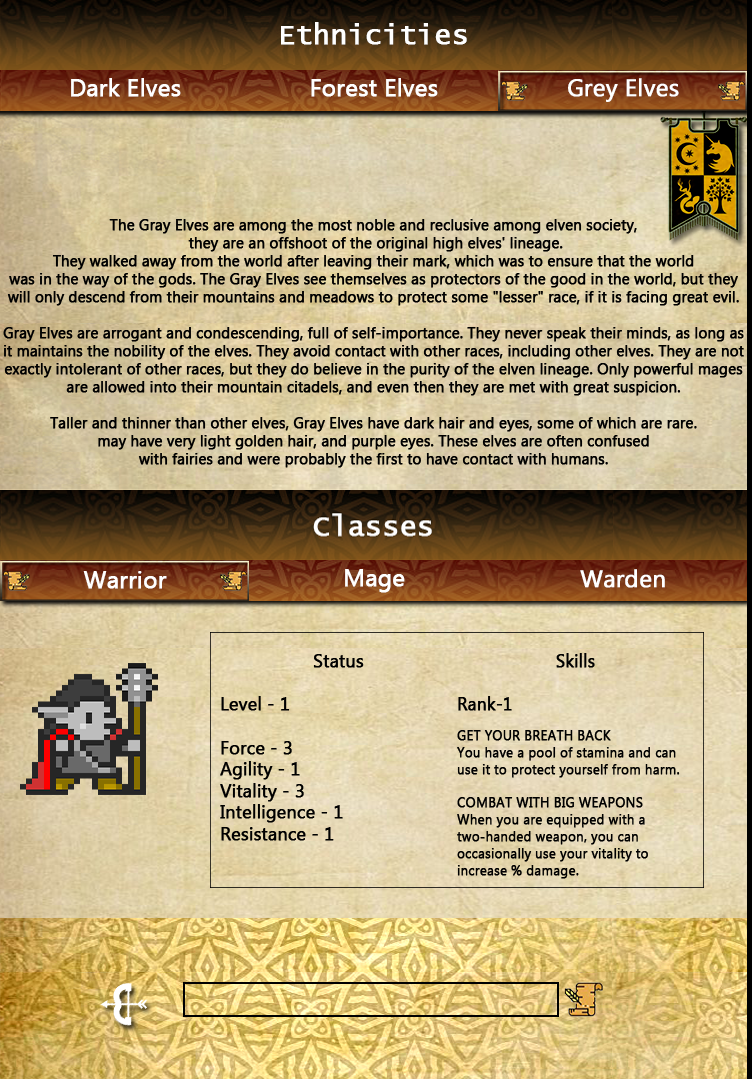 Ethnicities
Dark Elves
Forest Elves
Grey Elves
The Gray Elves are among the most noble and reclusive among elven society,
they are an offshoot of the original high elves' lineage.
They walked away from the world after leaving their mark, which was to ensure that the world
was in the way of the gods. The Gray Elves see themselves as protectors of the good in the world, but they
will only descend from their mountains and meadows to protect some "lesser" race, if it is facing great evil.
Gray Elves are arrogant and condescending, full of self-importance. They never speak their minds, as long as
it maintains the nobility of the elves. They avoid contact with other races, including other elves. They are not
exactly intolerant of other races, but they do believe in the purity of the elven lineage. Only powerful mages
are allowed into their mountain citadels, and even then they are met with great suspicion.
Taller and thinner than other elves, Gray Elves have dark hair and eyes, some of which are rare.
may have very light golden hair, and purple eyes. These elves are often confused
with fairies and were probably the first to have contact with humans.
Classes
Warrior
Mage
Warden
Status
Level - 1
Force - 3
Agility - 1
Vitality - 3
Intelligence - 1
Resistance - 1
Skills
Rank-1
GET YOUR BREATH BACK
You have a pool of stamina and can
use it to protect yourself from harm.
COMBAT WITH BIG WEAPONS
When you are equipped with a
two-handed weapon, you can
occasionally use your vitality to
increase % damage.